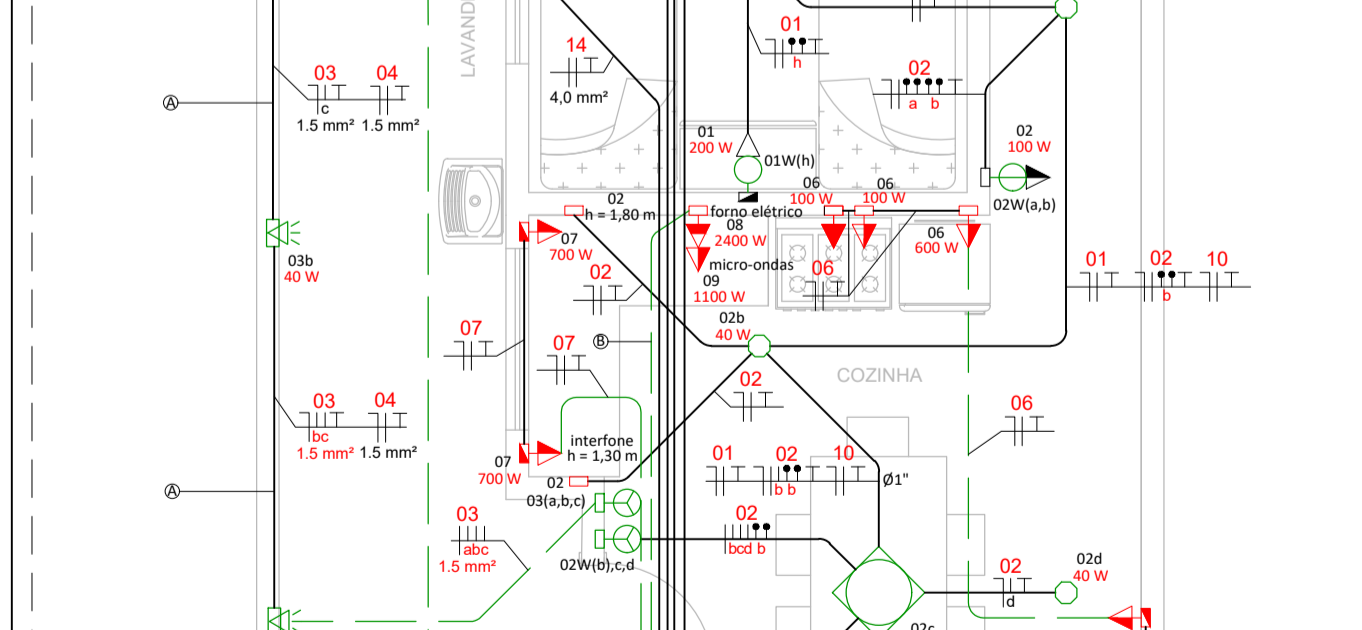 LAVAND
01
h
14
4,0 mm²
02
a b
03 04
c
1.5 mm² 1.5 mm²
A
01
200 W
01W(h)
02
100 W
02W(a,b)
06
100 W
06
100 W
02
h = 1,80 m
forno elétrico
08
2400 W
07
700 W
06
600 W
micro-ondas
09
1100 W
06
02
03b
40 W
01 02 10
b
02b
40 W
07
07
B
COZINHA
02
03 04
bc
1.5 mm² 1.5 mm²
06
interfone
h = 1,30 m
07
700 W
02
03(a,b,c)
01 02 10
b b
Ø1"
A
03
abc
1.5 mm²
02
bcd b
02W(b),c,d
02
d
02d
40 W
02c